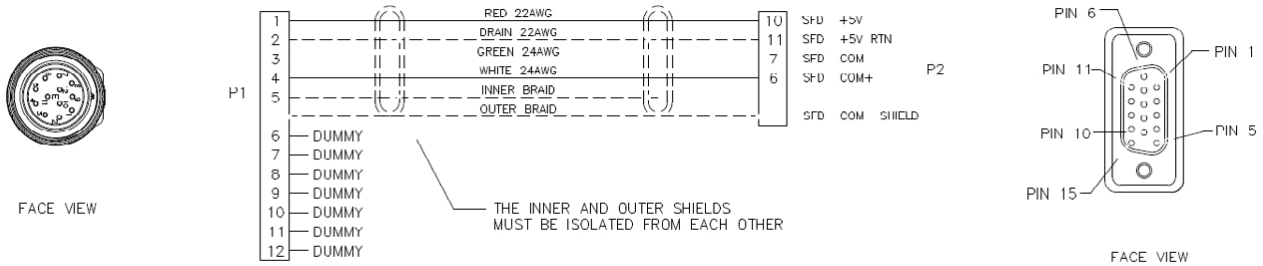 FACE VIEW
P1
1 RED 22AWG 10 SFD +5V
2 DRAIN 22AWG 11 SFD +5V RTN
3 GREEN 24AWG 7 SFD COM
4 WHITE 24AWG 6 SFD COM+
5 INNER BRAID
OUTER BRAID SFD COM SHIELD
P2
6 DUMMY
7 DUMMY
8 DUMMY
9 DUMMY
10 DUMMY
11 DUMMY
12 DUMMY
THE INNER AND OUTER SHIELDS
MUST BE ISOLATED FROM EACH OTHER
PIN 6
PIN 1
PIN 11
PIN 10
PIN 5
PIN 15
FACE VIEW